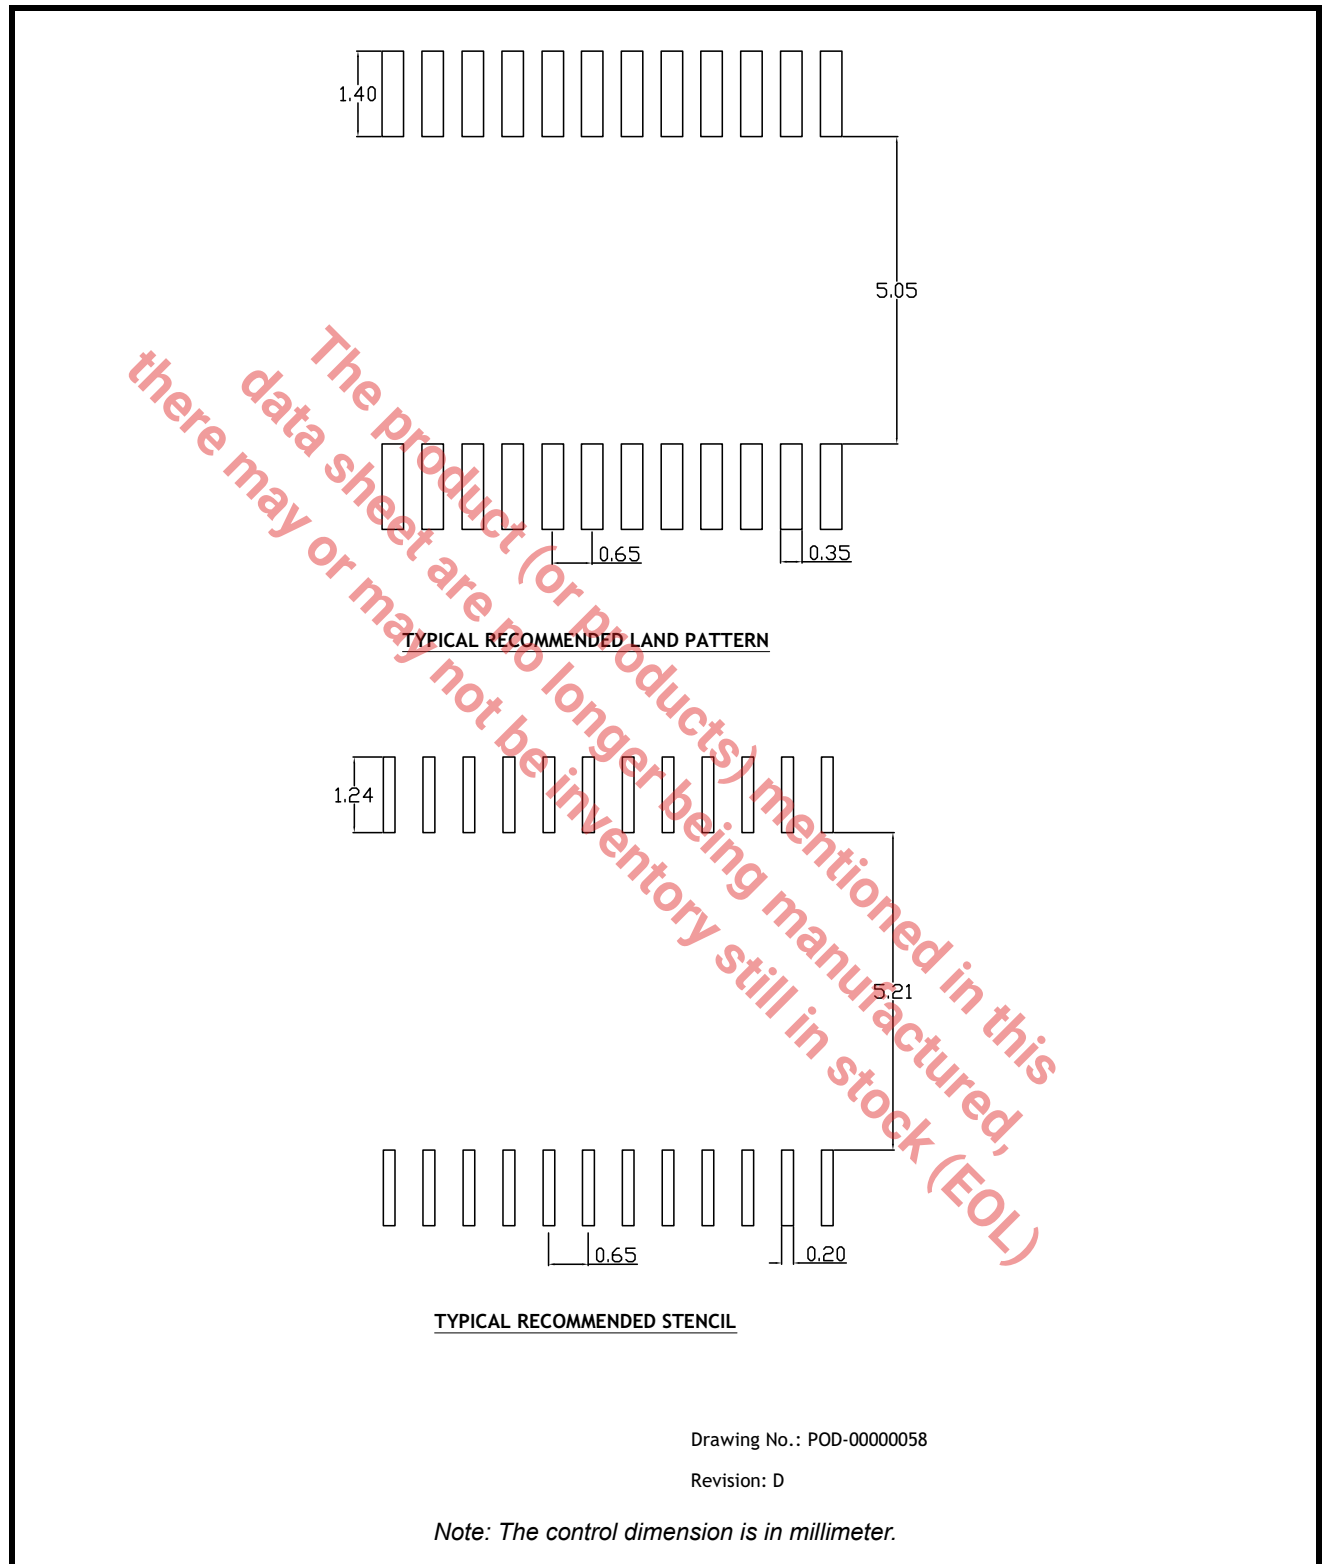 1.40
5.05
0.65
0.35
TYPICAL RECOMMENDED LAND PATTERN
The product (or products) mentioned in this
data sheet are no longer being manufactured,
there may or may not be inventory still in stock (EOL)
1.24
5.21
0.65
0.20
TYPICAL RECOMMENDED STENCIL
Drawing No.: POD-00000058
Revision: D
Note: The control dimension is in millimeter.